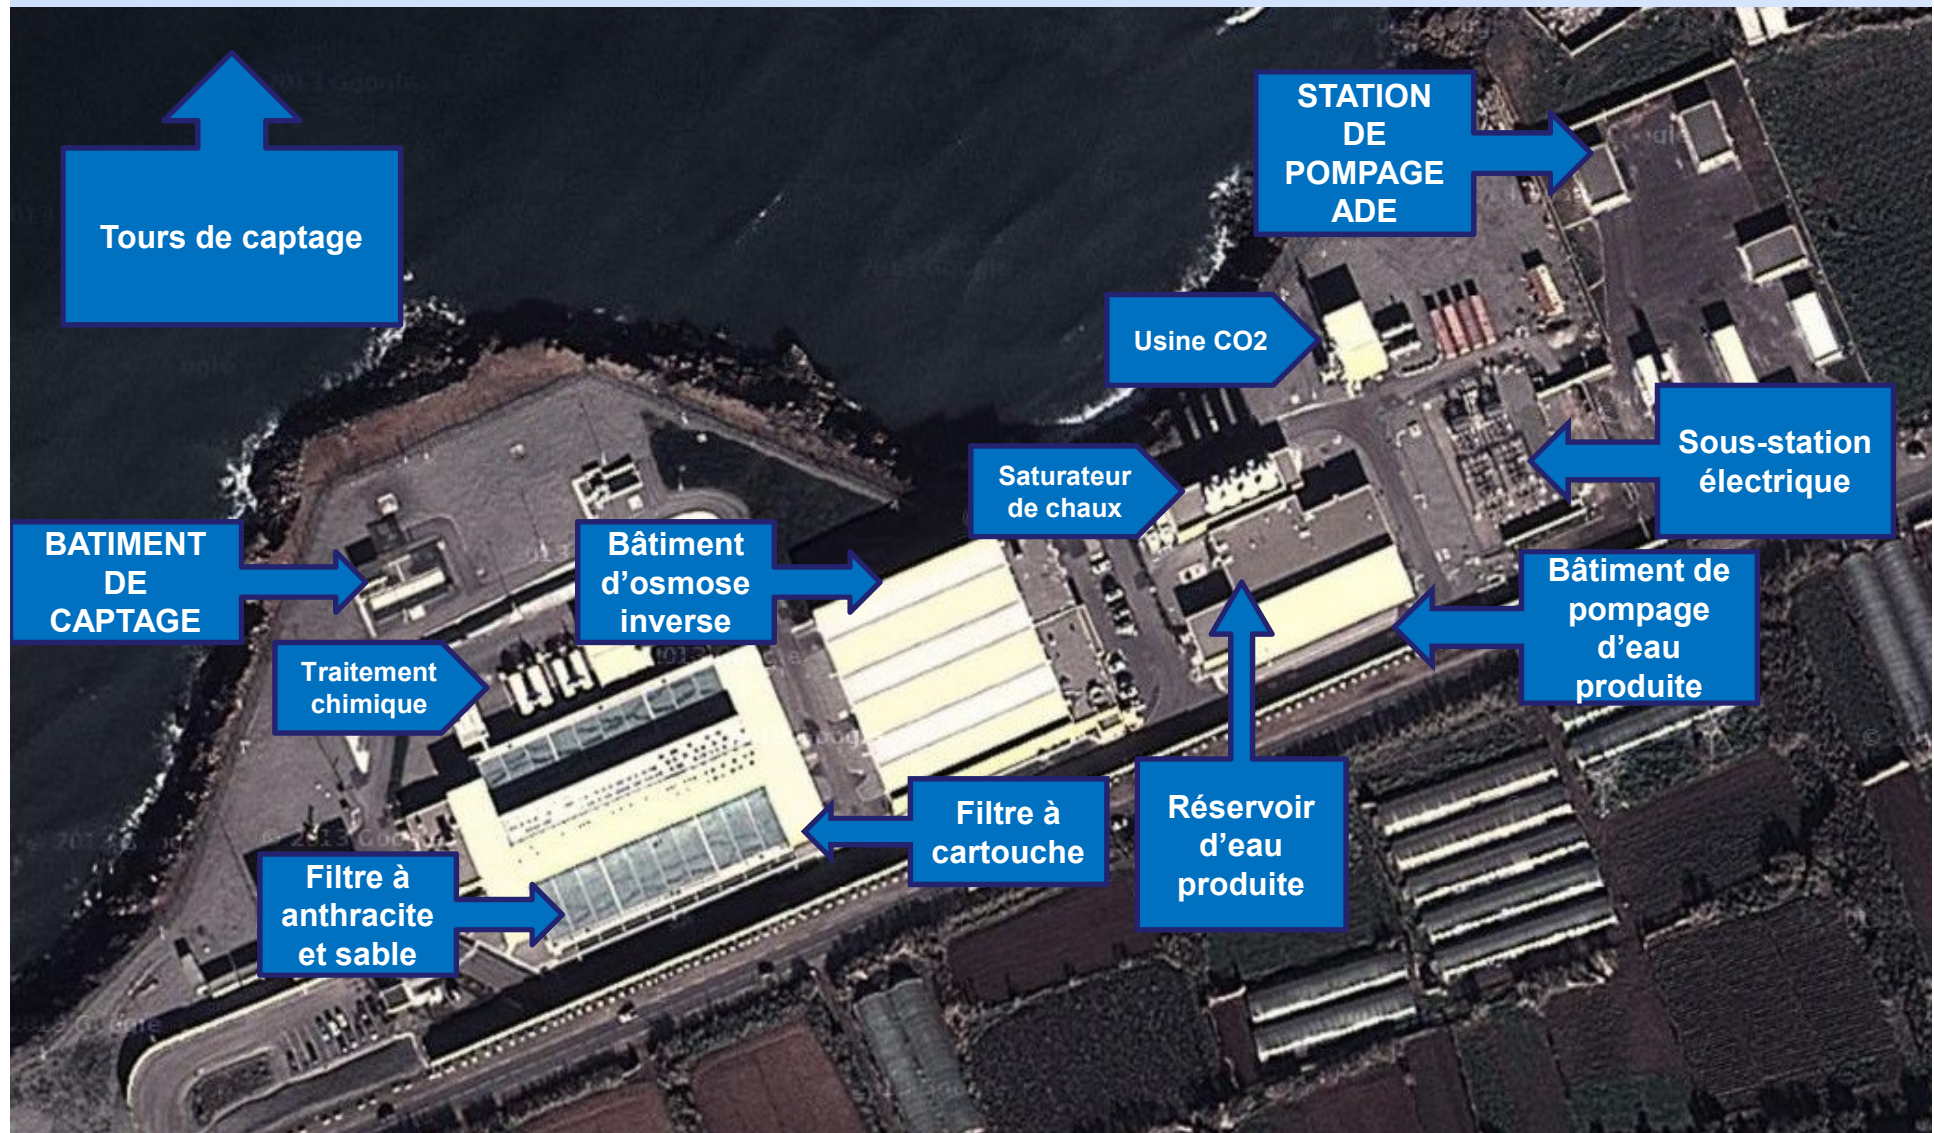 Tours de captage
STATION
DE
POMPAGE
ADE
Usine CO2
Sous-station
électrique
Saturateur
de chaux
BATIMENT
DE
CAPTAGE
Bâtiment
d’osmose
inverse
Bâtiment de
pompage
d’eau
produite
Traitement
chimique
Filtre à
cartouche
Réservoir
d’eau
produite
Filtre à
anthracite
et sable